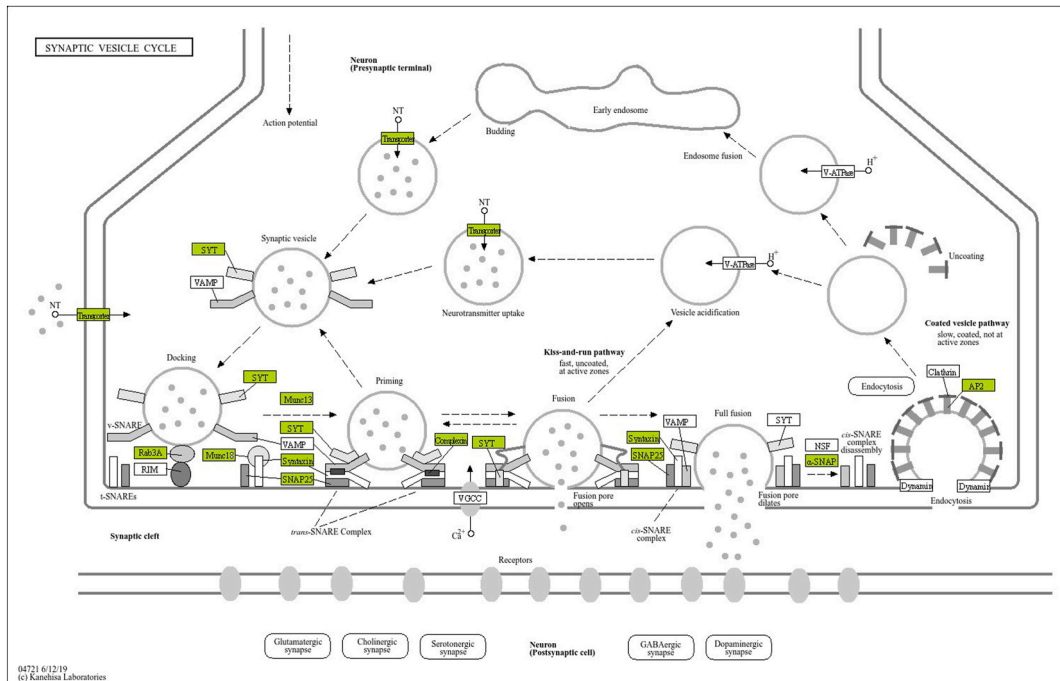 SYNAPTIC VESICLE CYCLE
Neuron
(Presynaptic terminal)
Action potential
NT
Transporter
Budding
Early endosome
Endosome fusion
V-ATPase
H+
NT
Transporter
Neurotransmitter uptake
V-ATPase
H+
Vesicle acidification
Uncoating
Synaptic vesicle
SYT
VAMP
NT
Transporter
Kiss-and-run pathway
fast, uncoated,
at active zones
Coated vesicle pathway
slow, coated, not at
active zones
Endocytosis
Clathrin
AP2
Docking
SYT
Munc13
Priming
Fusion
Full fusion
v-SNARE
SYT
VAMP
Complexin
SYT
VAMP
SYT
Rab3A
RIM
Munc18
Syntaxin
SNAP25
Syntaxin
SNAP25
NSF
α-SNAP
cis-SNARE
complex
disassembly
t-SNAREs
VGCC
Ca2+
Fusion pore
opens
Fusion pore
dilates
Dynamin
Dynamin
Endocytosis
trans-SNARE Complex
cis-SNARE
complex
Synaptic cleft
Receptors
Glutamatergic
synapse
Cholinergic
synapse
Serotonergic
synapse
Neuron
(Postsynaptic cell)
GABAergic
synapse
Dopaminergic
synapse
04721 6/12/19
(c) Kanehisa Laboratories